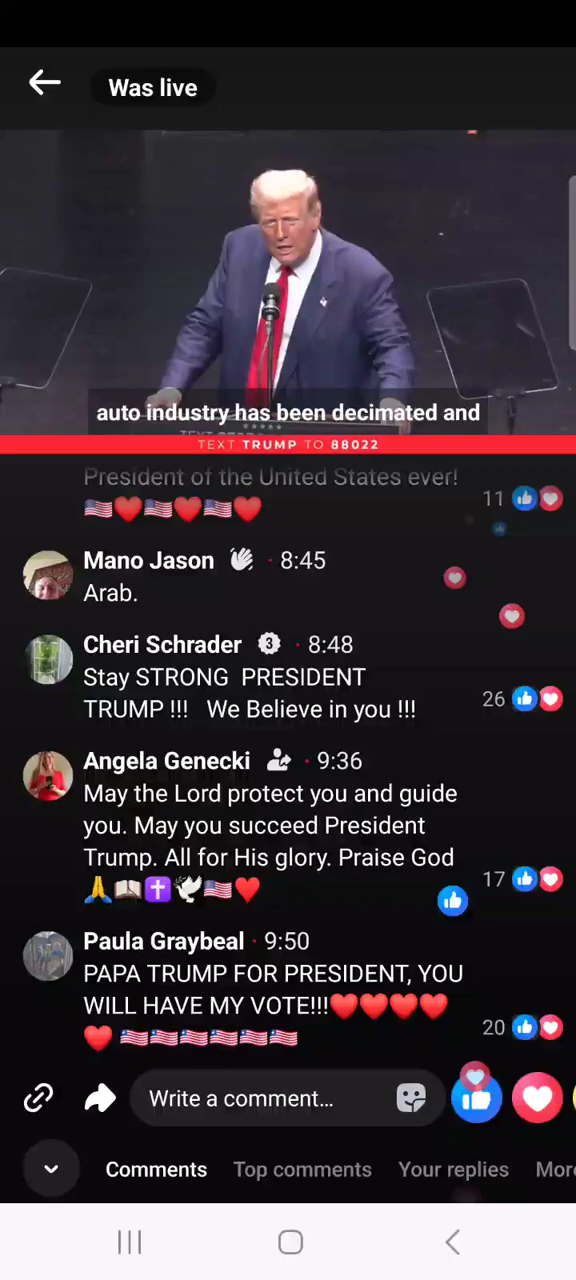 Was live
auto industry has been decimated and
TEXT TRUMP TO 88022
President of the United States ever!
🇺🇸❤️🇺🇸❤️🇺🇸❤️
11
Mano Jason 👋 · 8:45
Arab.
Cheri Schrader 3 · 8:48
Stay STRONG  PRESIDENT
TRUMP !!!   We Believe in you !!!
26
Angela Genecki · 9:36
May the Lord protect you and guide
you. May you succeed President
Trump. All for His glory. Praise God
🙏📖✝️🕊️🇺🇸❤️
17
Paula Graybeal · 9:50
PAPA TRUMP FOR PRESIDENT, YOU
WILL HAVE MY VOTE!!!❤️❤️❤️❤️
❤️ 🇱🇷🇱🇷🇱🇷🇱🇷🇱🇷🇱🇷
20
Write a comment...
Comments
Top comments
Your replies
More